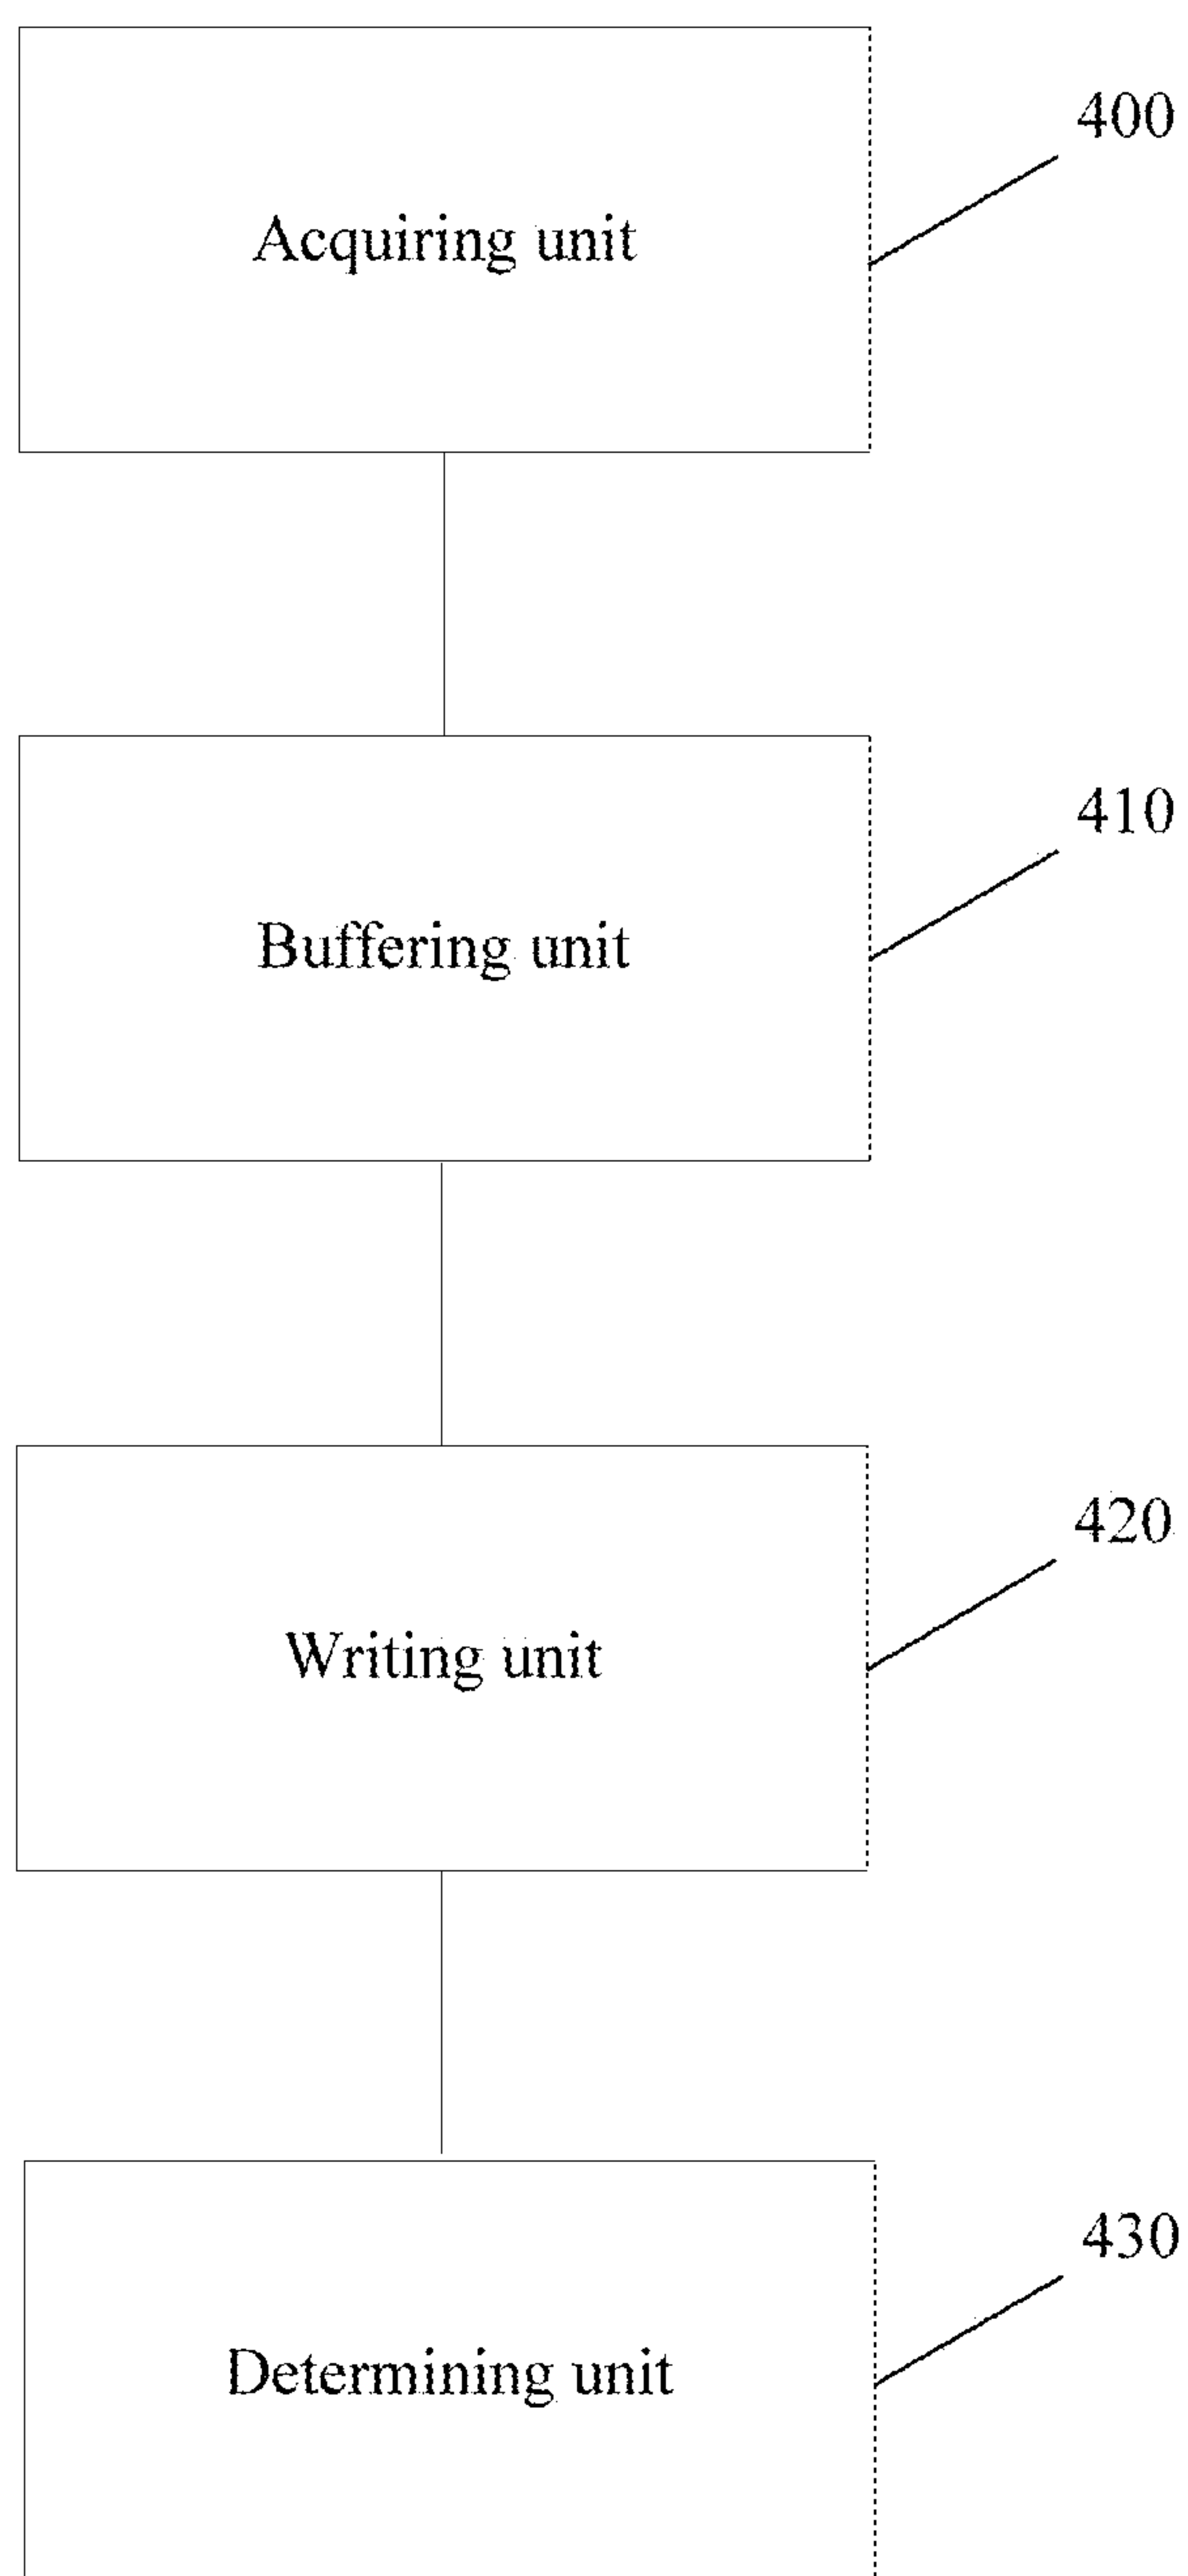 400
Acquiring unit
410
Buffering unit
420
Writing unit
430
Determining unit